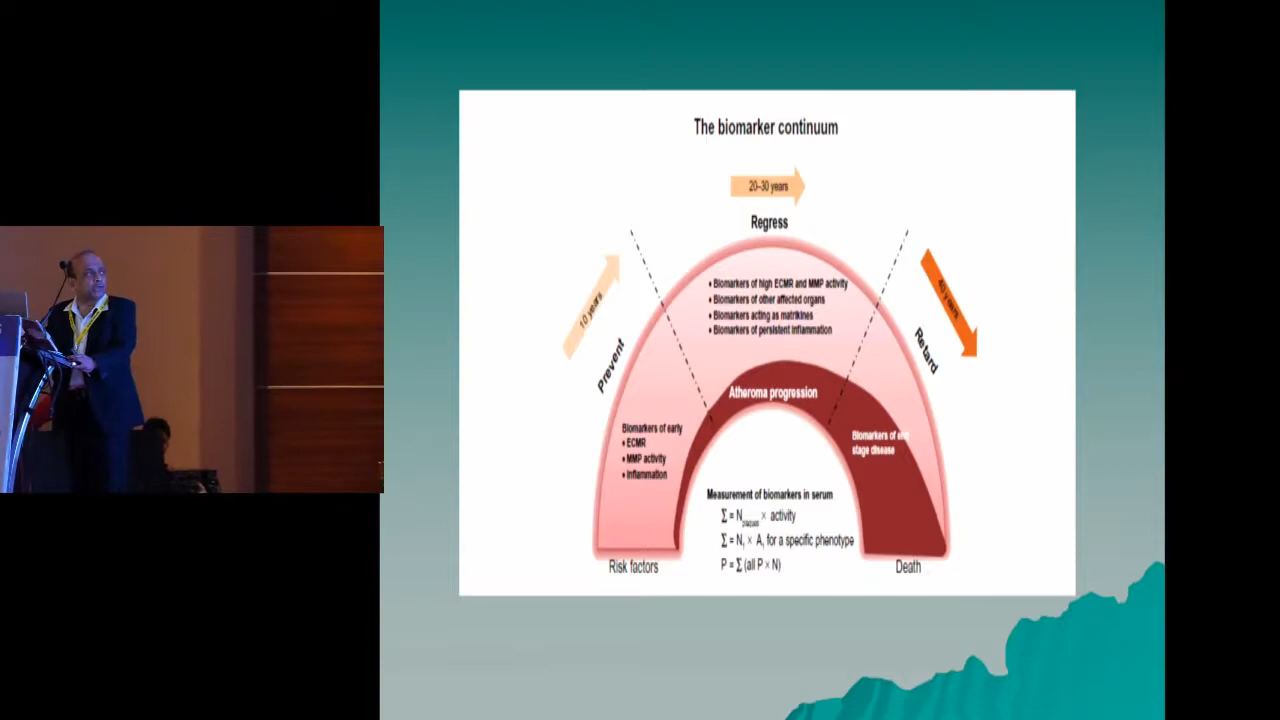 The biomarker continuum
20–30 years
Regress
10 years
Prevent
40 years
Retard
• Biomarkers of high ECMR and MMP activity
• Biomarkers of other affected organs
• Biomarkers acting as matrikines
• Biomarkers of persistent inflammation
Atheroma progression
Biomarkers of early
• ECMR
• MMP activity
• Inflammation
Biomarkers of end
stage disease
Measurement of biomarkers in serum
Σ = N plaques × activity
Σ = N₁ × A, for a specific phenotype
P = Σ (all P × N)
Risk factors
Death